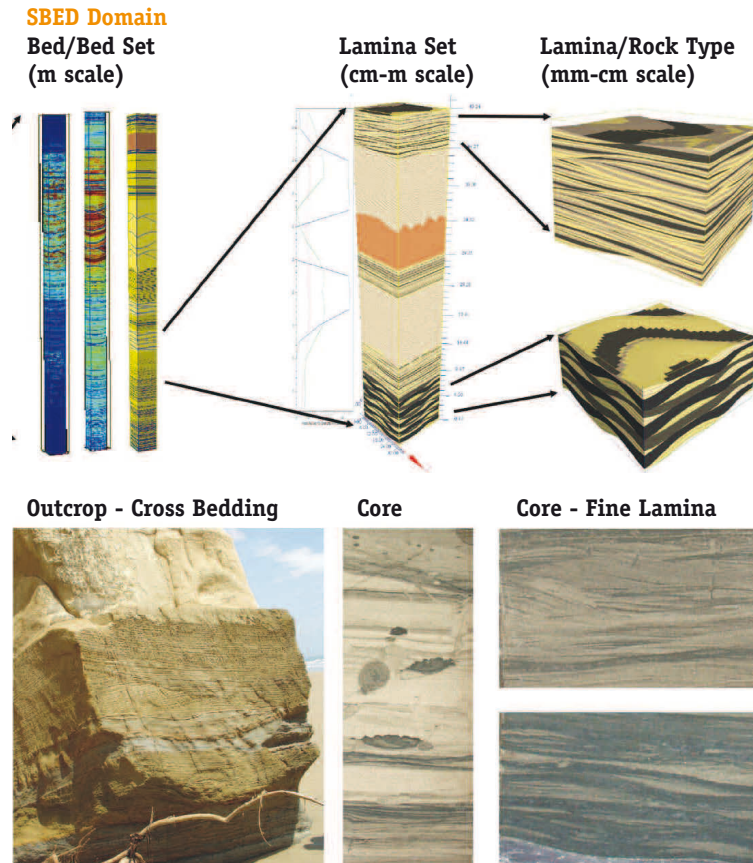 SBED Domain
Bed/Bed Set
(m scale)
Lamina Set
(cm-m scale)
Lamina/Rock Type
(mm-cm scale)
Outcrop - Cross Bedding
Core
Core - Fine Lamina